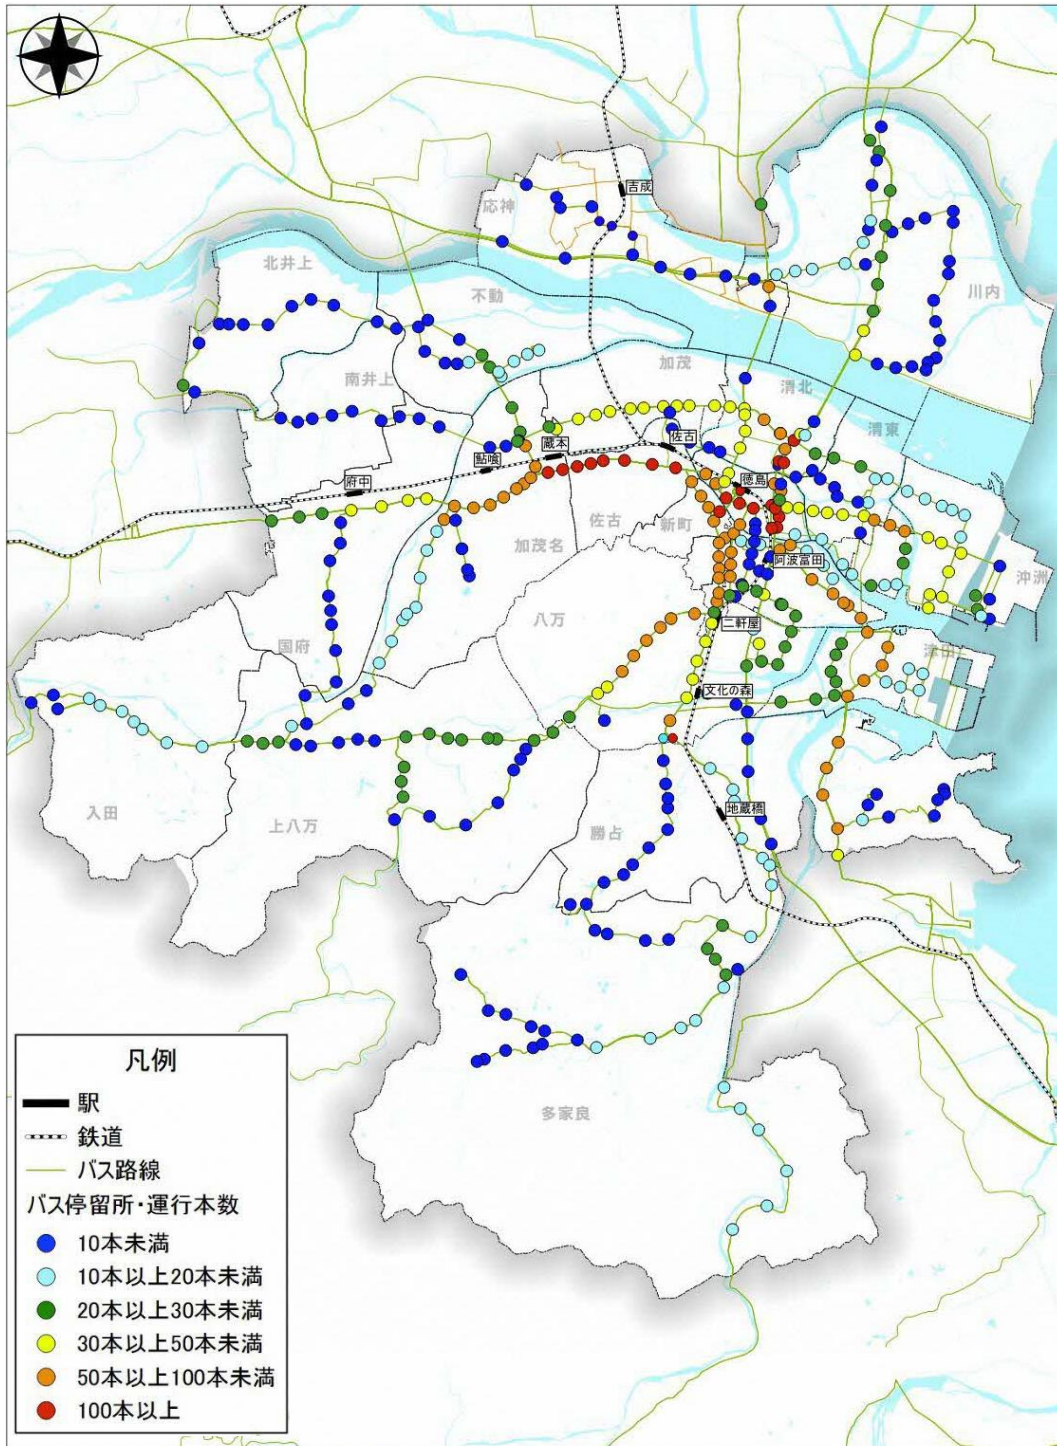 吉成
応神
北井上
川内
不動
加茂
南井上
渭北
渭東
佐古
蔵本
鮎喰
府中
徳島
佐古
新町
加茂名
阿波富田
沖洲
八万
二軒屋
国府
津田
文化の森
入田
上八万
勝占
地蔵橋
多家良
凡例
駅
鉄道
バス路線
バス停留所・運行本数
10本未満
10本以上20本未満
20本以上30本未満
30本以上50本未満
50本以上100本未満
100本以上